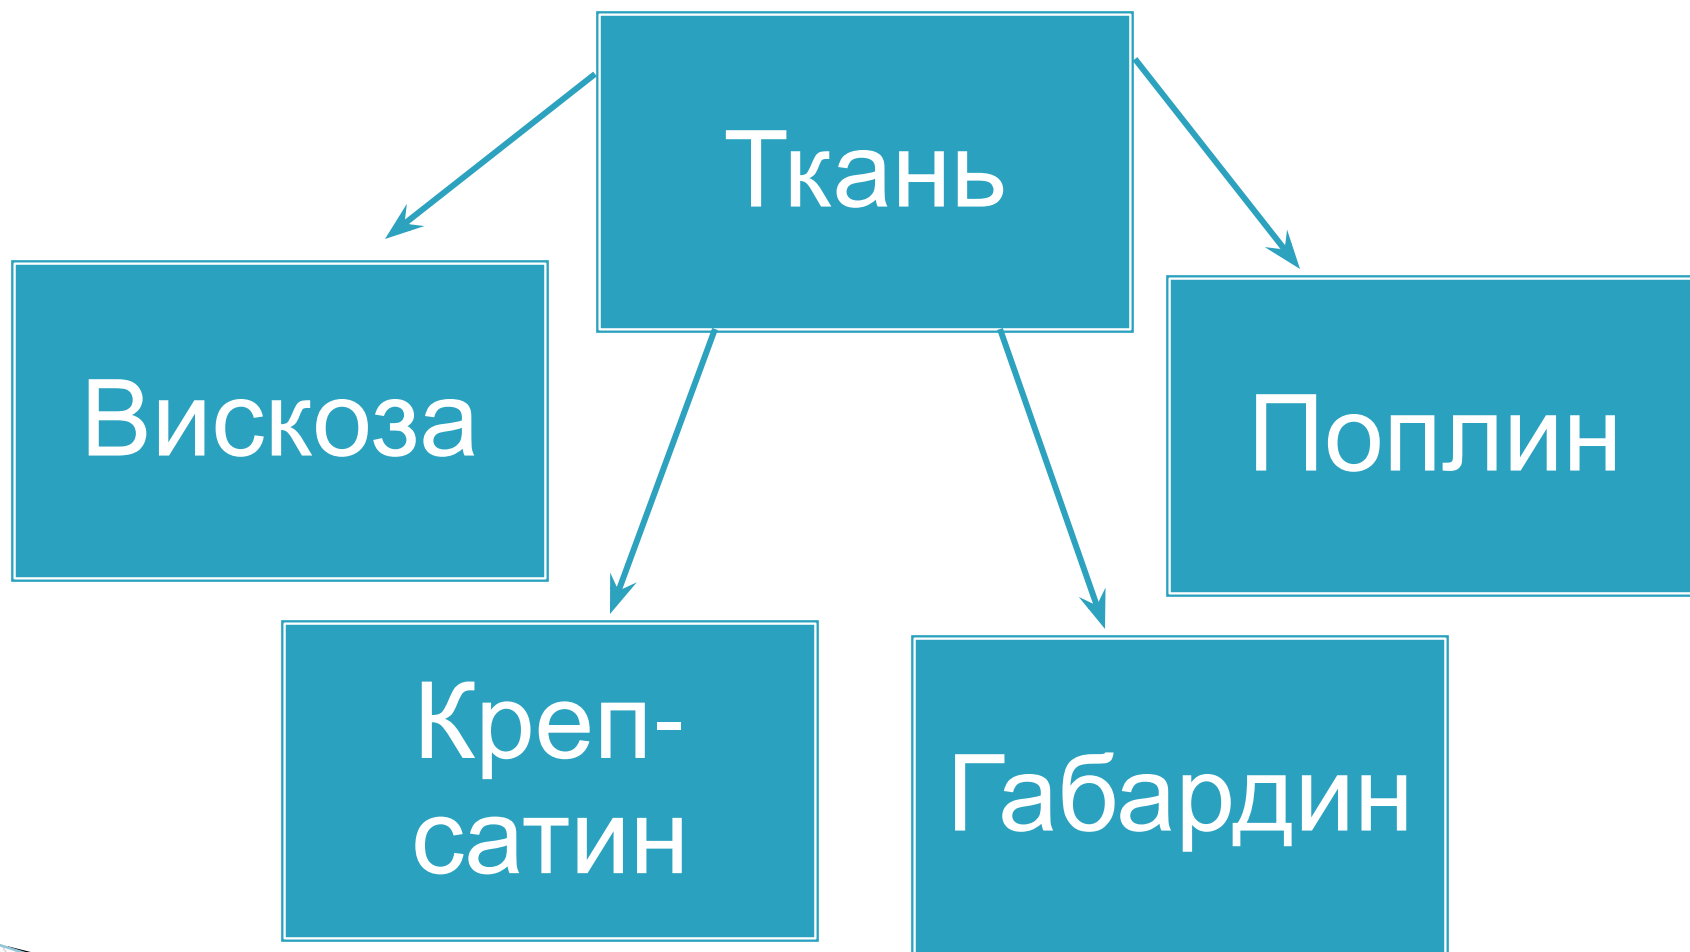 Ткань
Вискоза
Поплин
Креп-
сатин
Габардин